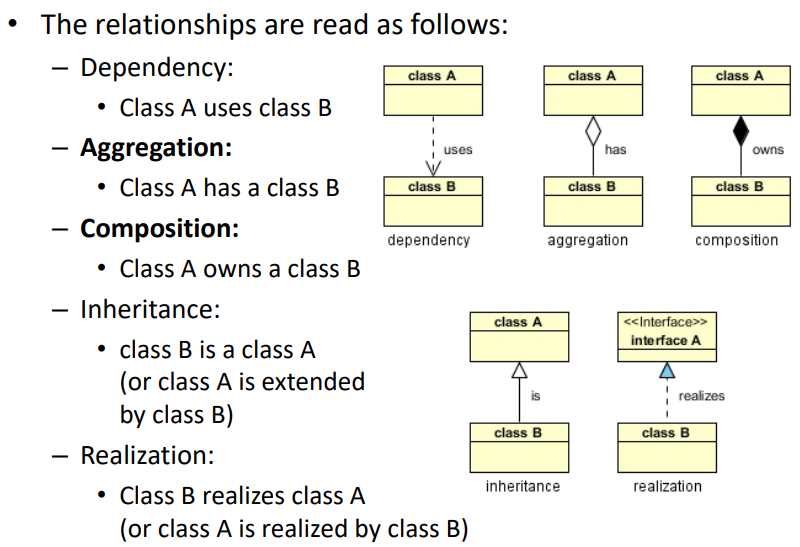 • The relationships are read as follows:
– Dependency:
• Class A uses class B
– Aggregation:
• Class A has a class B
– Composition:
• Class A owns a class B
– Inheritance:
• class B is a class A
(or class A is extended
by class B)
– Realization:
• Class B realizes class A
(or class A is realized by class B)
class A
uses
class B
dependency
class A
has
class B
aggregation
class A
owns
class B
composition
class A
is
class B
inheritance
<<Interface>>
interface A
realizes
class B
realization